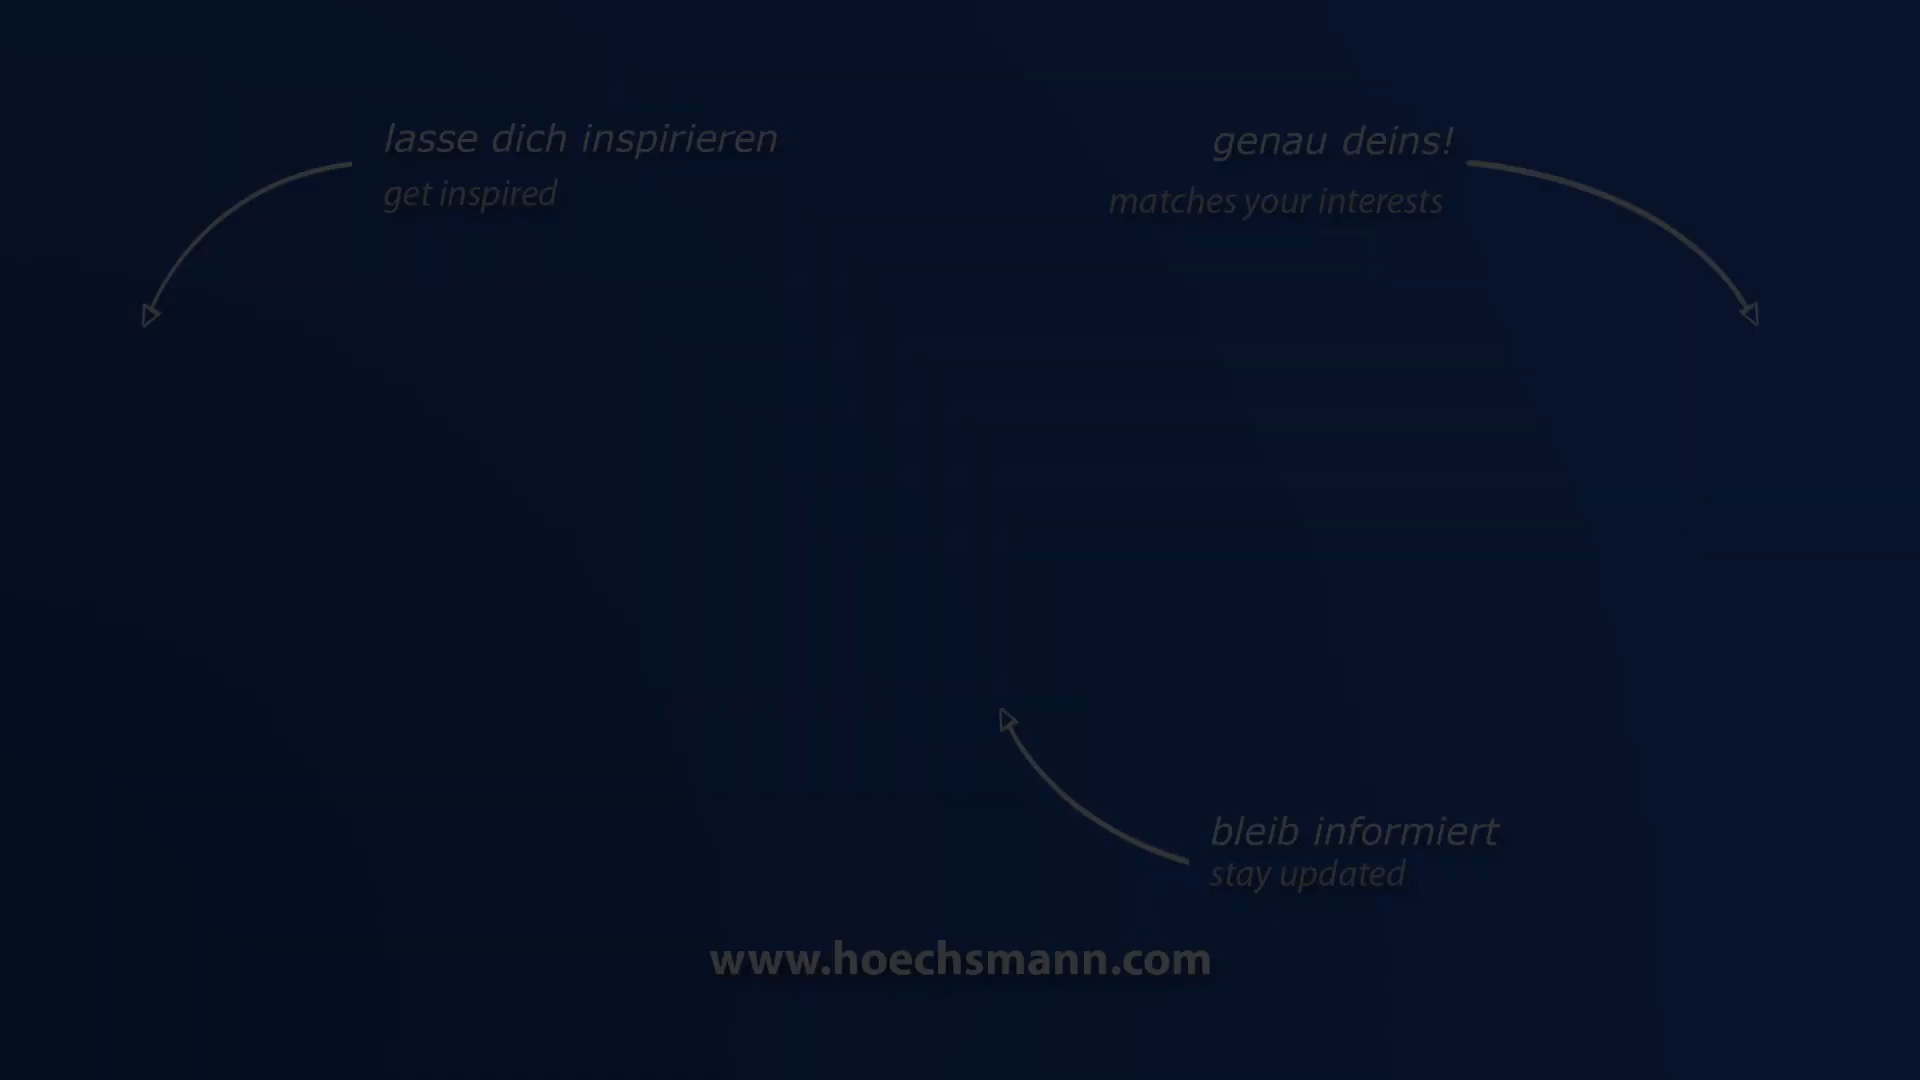 lasse dich inspirieren
get inspired
genau deins!
matches your interests
bleib informiert
stay updated
www.hoechsmann.com